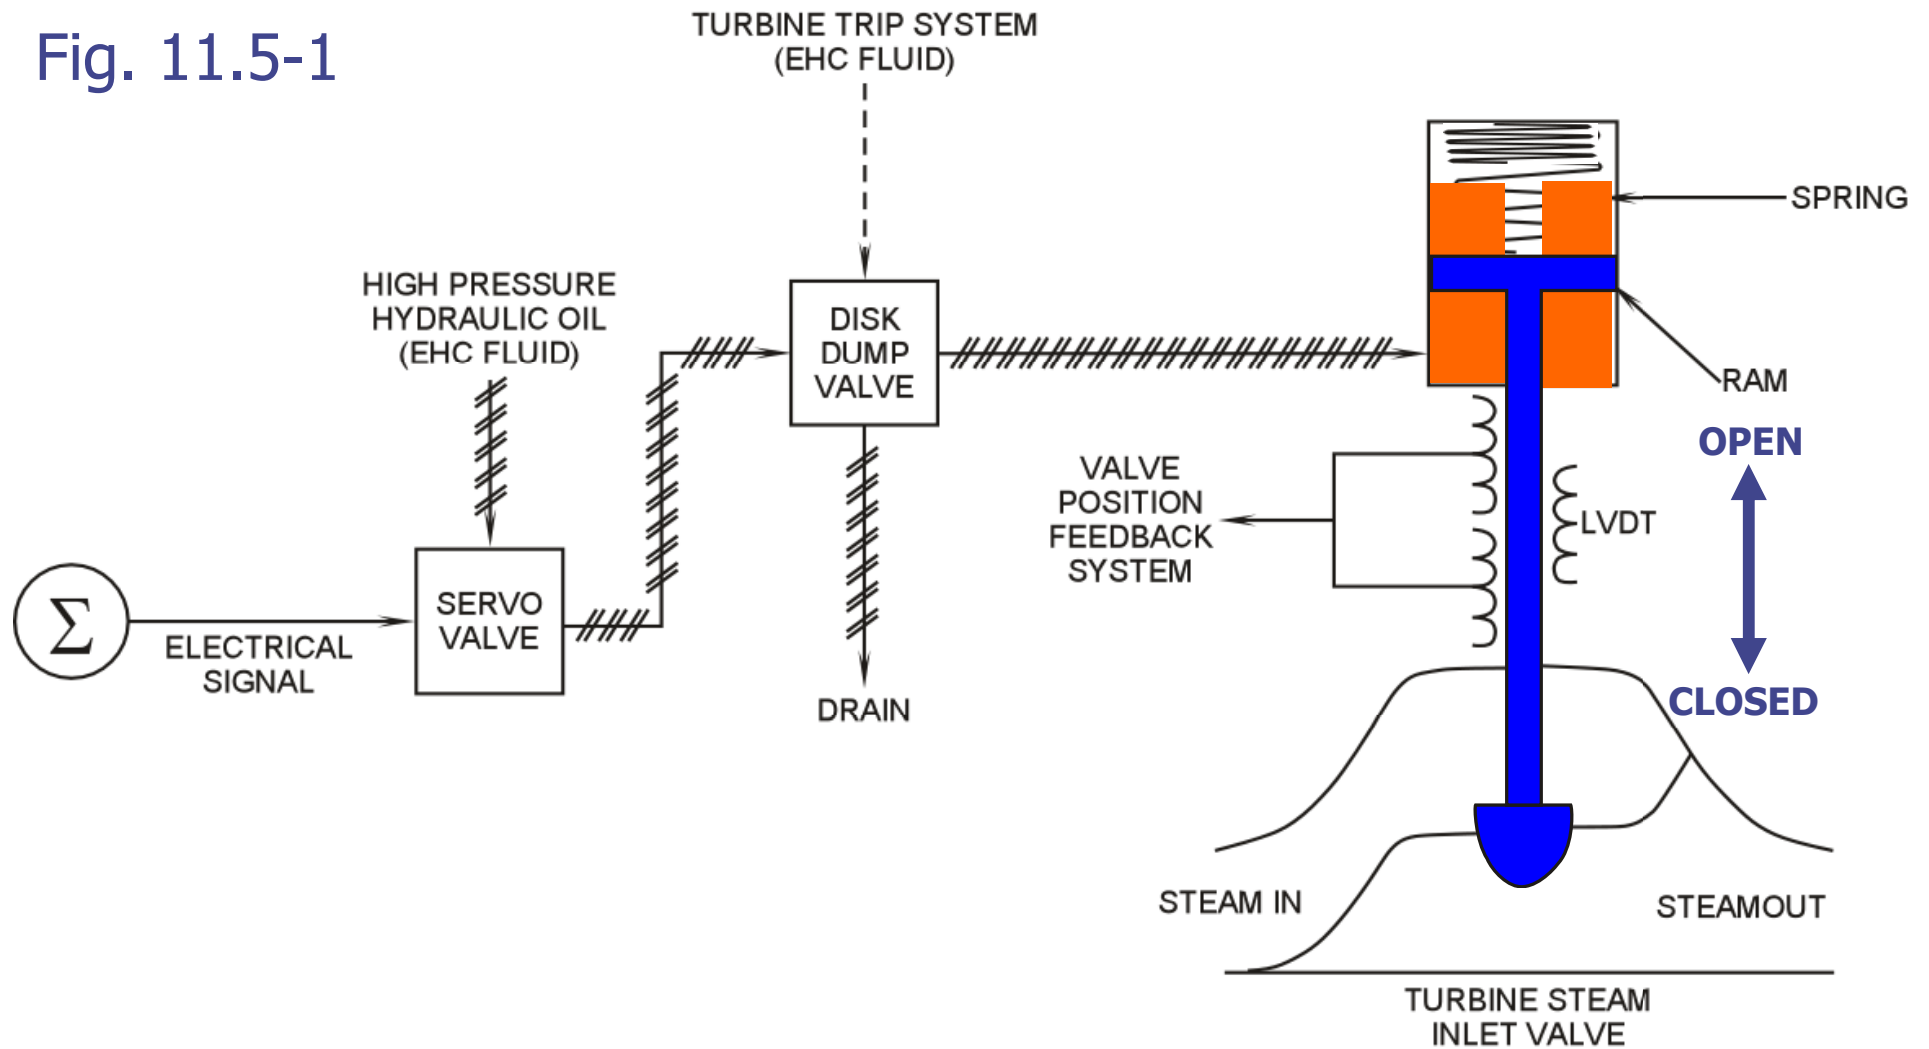 Fig. 11.5-1
TURBINE TRIP SYSTEM
(EHC FLUID)
SPRING
HIGH PRESSURE
HYDRAULIC OIL
(EHC FLUID)
DISK
DUMP
VALVE
RAM
OPEN
VALVE
POSITION
FEEDBACK
SYSTEM
LVDT
Σ
ELECTRICAL
SIGNAL
SERVO
VALVE
DRAIN
CLOSED
STEAM IN
STEAMOUT
TURBINE STEAM
INLET VALVE